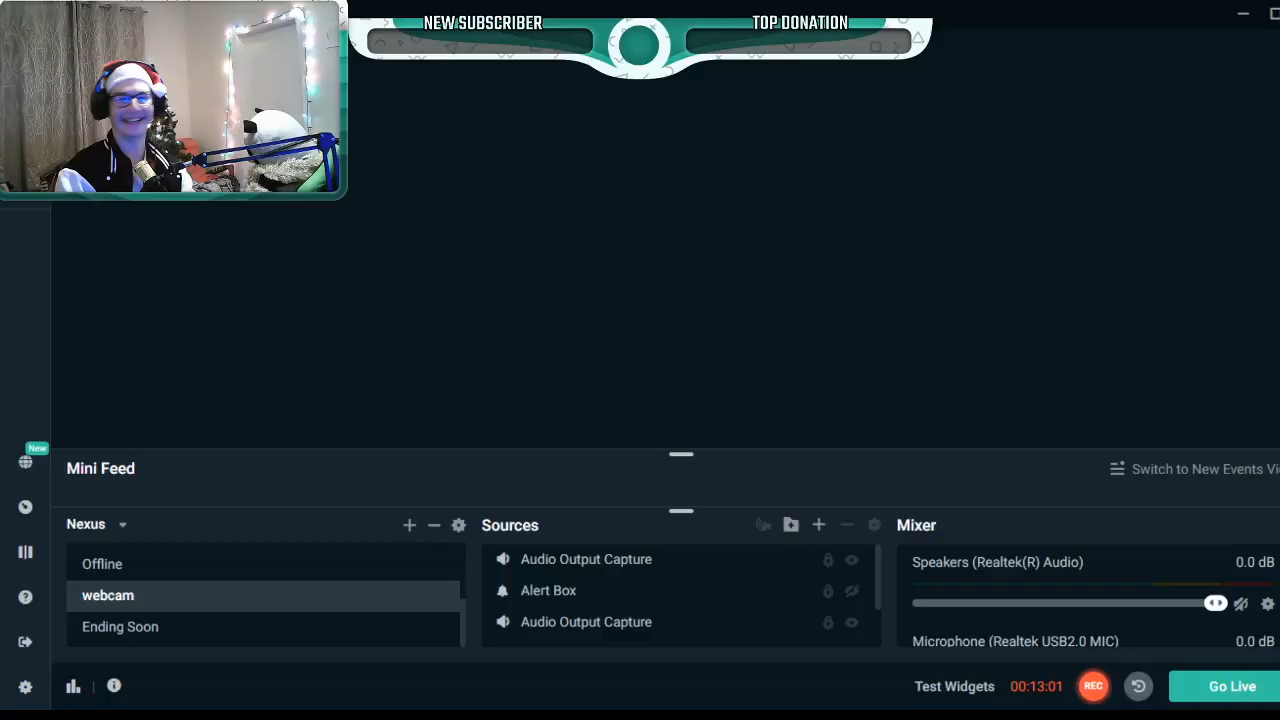 NEW SUBSCRIBER
TOP DONATION
New
Mini Feed
Switch to New Events Vi
Nexus
Offline
webcam
Ending Soon
Sources
Audio Output Capture
Alert Box
Audio Output Capture
Mixer
Speakers (Realtek(R) Audio)
0.0 dB
Microphone (Realtek USB2.0 MIC)
0.0 dB
Test Widgets
00:13:01
REC
Go Live